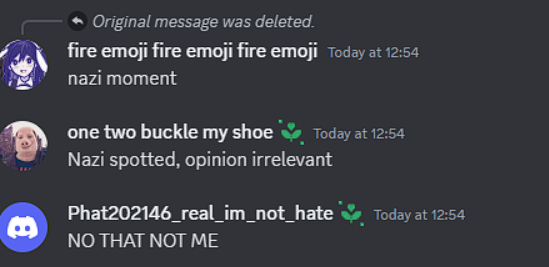 Original message was deleted.
fire emoji fire emoji fire emoji Today at 12:54
nazi moment
one two buckle my shoe Today at 12:54
Nazi spotted, opinion irrelevant
Phat202146_real_im_not_hate Today at 12:54
NO THAT NOT ME